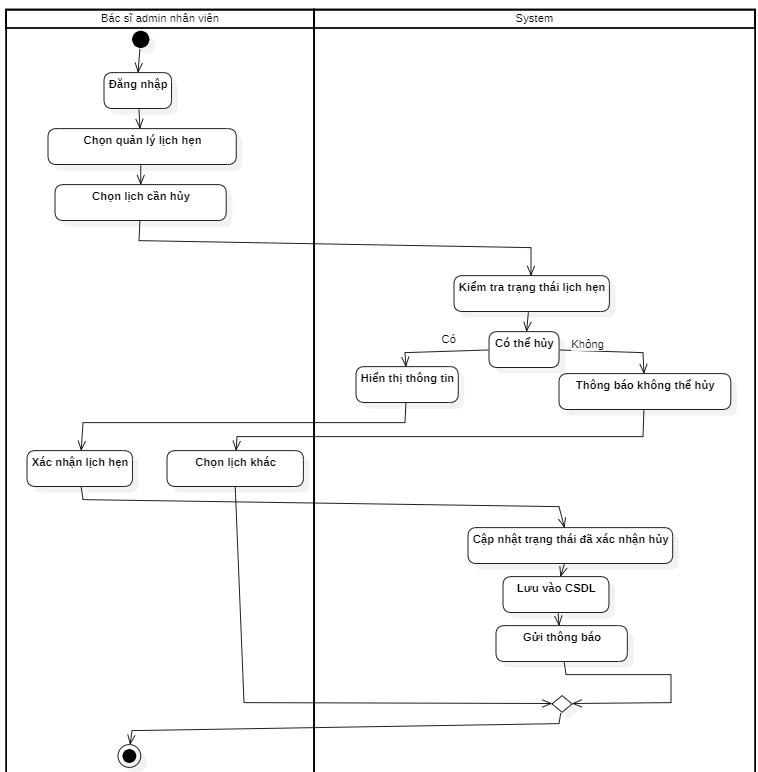 Bác sĩ admin nhân viên
System
Đăng nhập
Chọn quản lý lịch hẹn
Chọn lịch cần hủy
Kiểm tra trạng thái lịch hẹn
Có thể hủy
Có
Không
Hiển thị thông tin
Thông báo không thể hủy
Xác nhận lịch hẹn
Chọn lịch khác
Cập nhật trạng thái đã xác nhận hủy
Lưu vào CSDL
Gửi thông báo